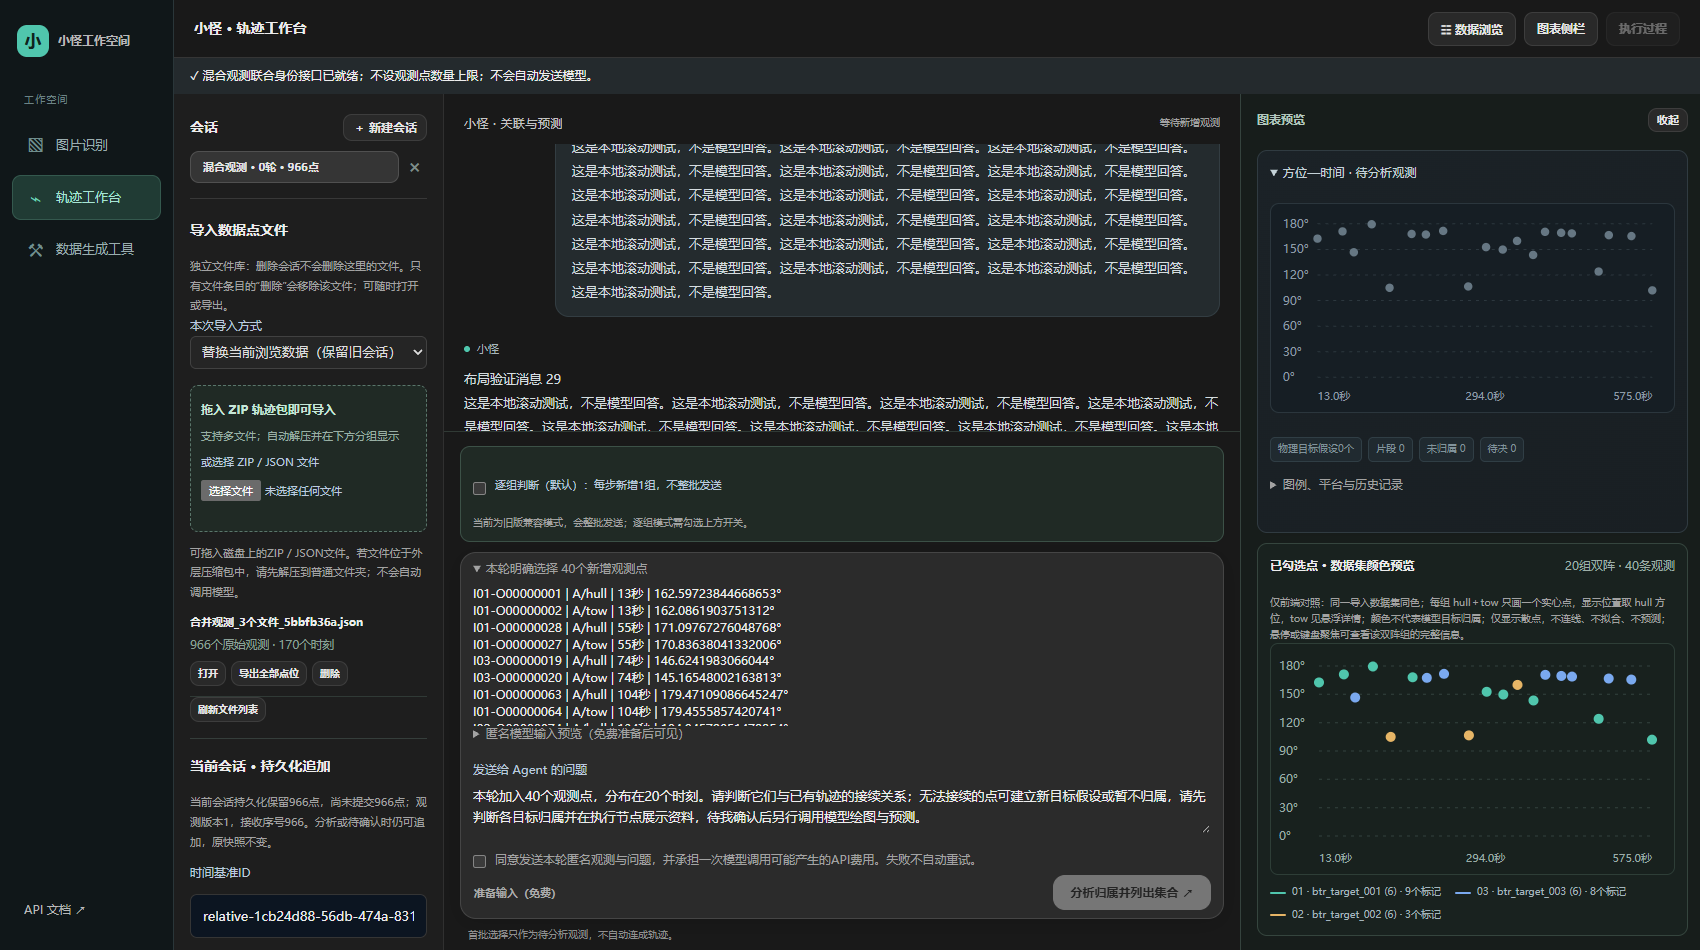 小
小怪工作空间
工作空间
图片识别
轨迹工作台
数据生成工具
API 文档 ↗
小怪 • 轨迹工作台
☷ 数据浏览
图表侧栏
执行过程
✓ 混合观测联合身份接口已就绪；不设观测点数量上限；不会自动发送模型。
会话
+ 新建会话
混合观测 • 0轮 • 966点
×
导入数据点文件
独立文件库：删除会话不会删除这里的文件。只
有文件条目的“删除”会移除该文件；可随时打开
或导出。
本次导入方式
替换当前浏览数据（保留旧会话）
拖入 ZIP 轨迹包即可导入
支持多文件；自动解压并在下方分组显示
或选择 ZIP / JSON 文件
选择文件 未选择任何文件
可拖入磁盘上的ZIP / JSON文件。若文件位于外
层压缩包中，请先解压到普通文件夹；不会自动
调用模型。
合并观测_3个文件_5bbfb36a.json
966个原始观测 · 170个时刻
打开
导出全部点位
删除
刷新文件列表
当前会话 • 持久化追加
当前会话持久化保留966点，尚未提交966点；观
测版本1，接收序号966。分析或待确认时仍可追
加，原快照不变。
时间基准ID
relative-1cb24d88-56db-474a-831
小怪 · 关联与预测
等待新增观测
这是本地滚动测试，不是模型回答。这是本地滚动测试，不是模型回答。这是本地滚动测试，不是模型回答。
这是本地滚动测试，不是模型回答。这是本地滚动测试，不是模型回答。这是本地滚动测试，不是模型回答。
这是本地滚动测试，不是模型回答。这是本地滚动测试，不是模型回答。这是本地滚动测试，不是模型回答。
这是本地滚动测试，不是模型回答。这是本地滚动测试，不是模型回答。这是本地滚动测试，不是模型回答。
这是本地滚动测试，不是模型回答。这是本地滚动测试，不是模型回答。这是本地滚动测试，不是模型回答。
这是本地滚动测试，不是模型回答。这是本地滚动测试，不是模型回答。这是本地滚动测试，不是模型回答。
这是本地滚动测试，不是模型回答。
小怪
布局验证消息 29
这是本地滚动测试，不是模型回答。这是本地滚动测试，不是模型回答。这是本地滚动测试，不是模型回答。这是本地滚动测试，不
是模型回答。这是本地滚动测试，不是模型回答。这是本地滚动测试，不是模型回答。这是本地滚动测试，不是模型回答。这是本地
逐组判断（默认）：每步新增1组，不整批发送
当前为旧版兼容模式，会整批发送；逐组模式需勾选上方开关。
▼ 本轮明确选择 40个新增观测点
I01-O00000001 | A/hull | 13秒 | 162.59723844668653°
I01-O00000002 | A/tow | 13秒 | 162.0861903751312°
I01-O00000028 | A/hull | 55秒 | 171.09767276048768°
I01-O00000027 | A/tow | 55秒 | 170.83638041332006°
I03-O00000019 | A/hull | 74秒 | 146.6241983066044°
I03-O00000020 | A/tow | 74秒 | 145.16548002163813°
I01-O00000063 | A/hull | 104秒 | 179.47109086645247°
I01-O00000064 | A/tow | 104秒 | 179.4555857420741°
▶ 匿名模型输入预览（免费准备后可见）
发送给 Agent 的问题
本轮加入40个观测点，分布在20个时刻。请判断它们与已有轨迹的接续关系；无法接续的点可建立新目标假设或暂不归属，请先
判断各目标归属并在执行节点展示资料，待我确认后另行调用模型绘图与预测。
同意发送本轮匿名观测与问题，并承担一次模型调用可能产生的API费用。失败不自动重试。
准备输入（免费）
分析归属并列出集合 ↗
首批选择只作为待分析观测，不自动连成轨迹。
图表预览
收起
▼ 方位—时间 · 待分析观测
180°
150°
120°
90°
60°
30°
0°
13.0秒
294.0秒
575.0秒
物理目标假设0个
片段 0
未归属 0
待决 0
▶ 图例、平台与历史记录
已勾选点 • 数据集颜色预览
20组双阵 · 40条观测
仅前端对照：同一导入数据集同色；每组 hull + tow 只画一个实心点，显示位置取 hull 方
位，tow 见悬浮详情；颜色不代表模型目标归属；仅显示散点，不连线、不拟合、不预测；
悬停或键盘聚焦可查看该双阵组的完整信息。
180°
150°
120°
90°
60°
30°
0°
13.0秒
294.0秒
575.0秒
01 · btr_target_001 (6) · 9个标记
03 · btr_target_003 (6) · 8个标记
02 · btr_target_002 (6) · 3个标记